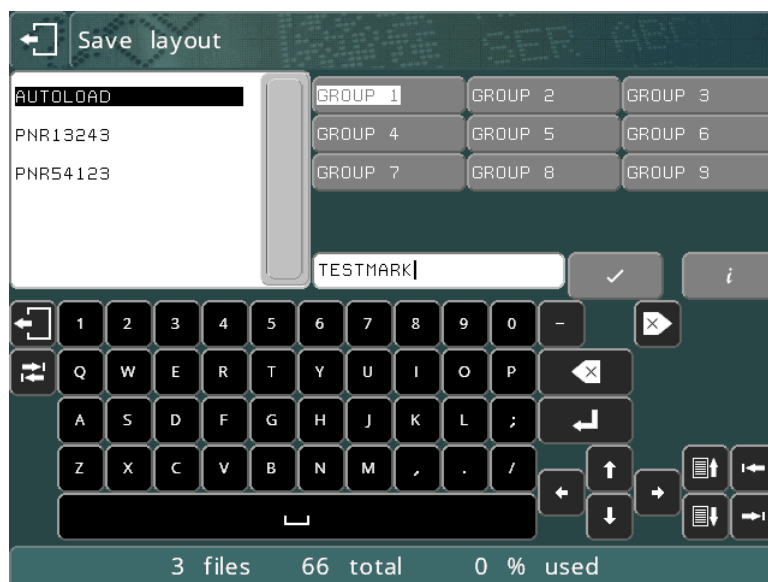 Save layout
AUTOLOAD
PNR13243
PNR54123
GROUP 1 GROUP 2 GROUP 3
GROUP 4 GROUP 5 GROUP 6
GROUP 7 GROUP 8 GROUP 9
TESTMARK
i
1 2 3 4 5 6 7 8 9 0 -
Q W E R T Y U I O P
A S D F G H J K L ;
Z X C V B N M , . /
3 files 66 total 0 % used